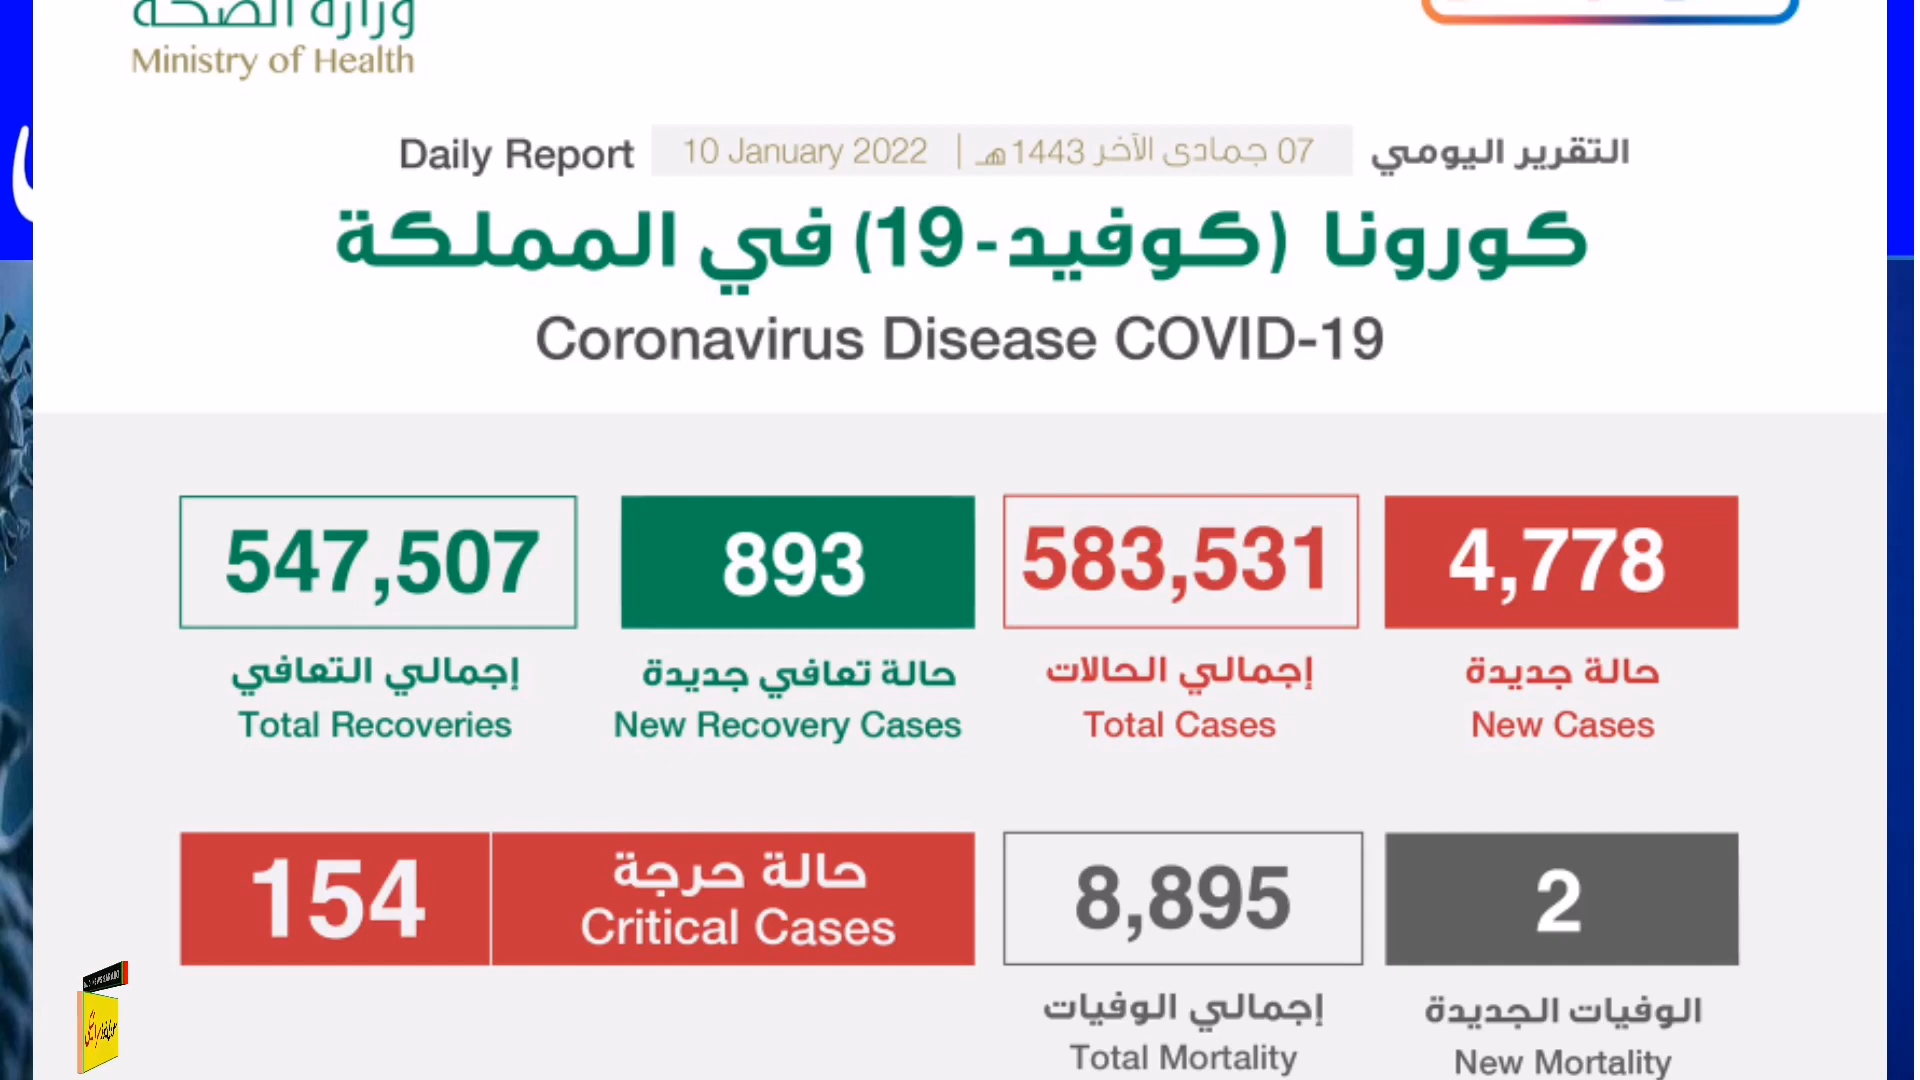 وزارة الصحة
Ministry of Health
Daily Report 10 January 2022 | 07 جمادى الآخر 1443هـ التقرير اليومي
كورونا (كوفيد-19) في المملكة
Coronavirus Disease COVID-19
547,507 893 583,531 4,778
إجمالي التعافي حالة تعافي جديدة إجمالي الحالات حالة جديدة
Total Recoveries New Recovery Cases Total Cases New Cases
154 حالة حرجة 8,895 2
Critical Cases
إجمالي الوفيات الوفيات الجديدة
Total Mortality New Mortality